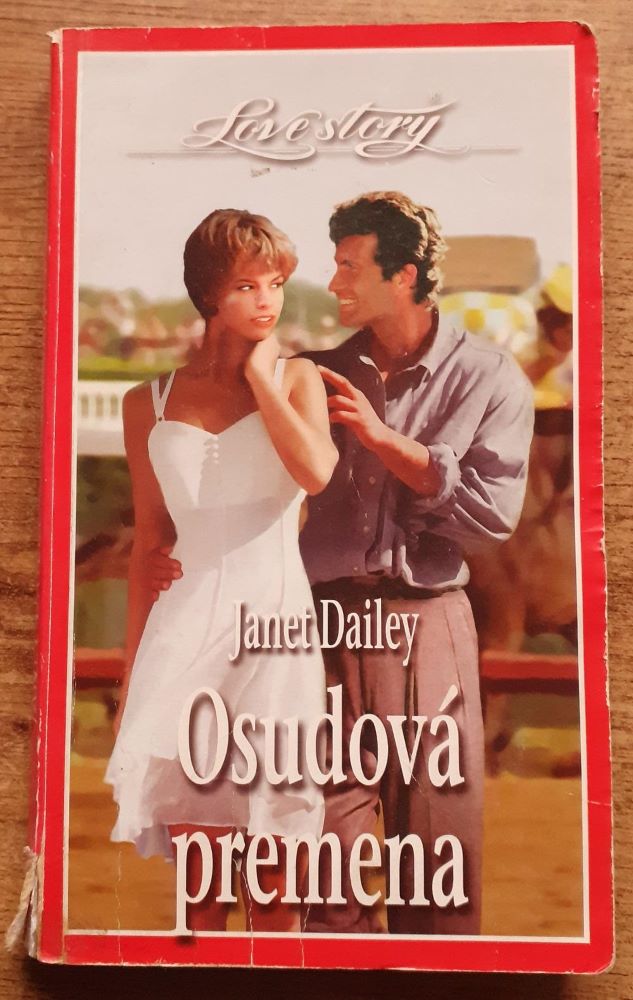 Love story
Janet Dailey
Osudová
premena